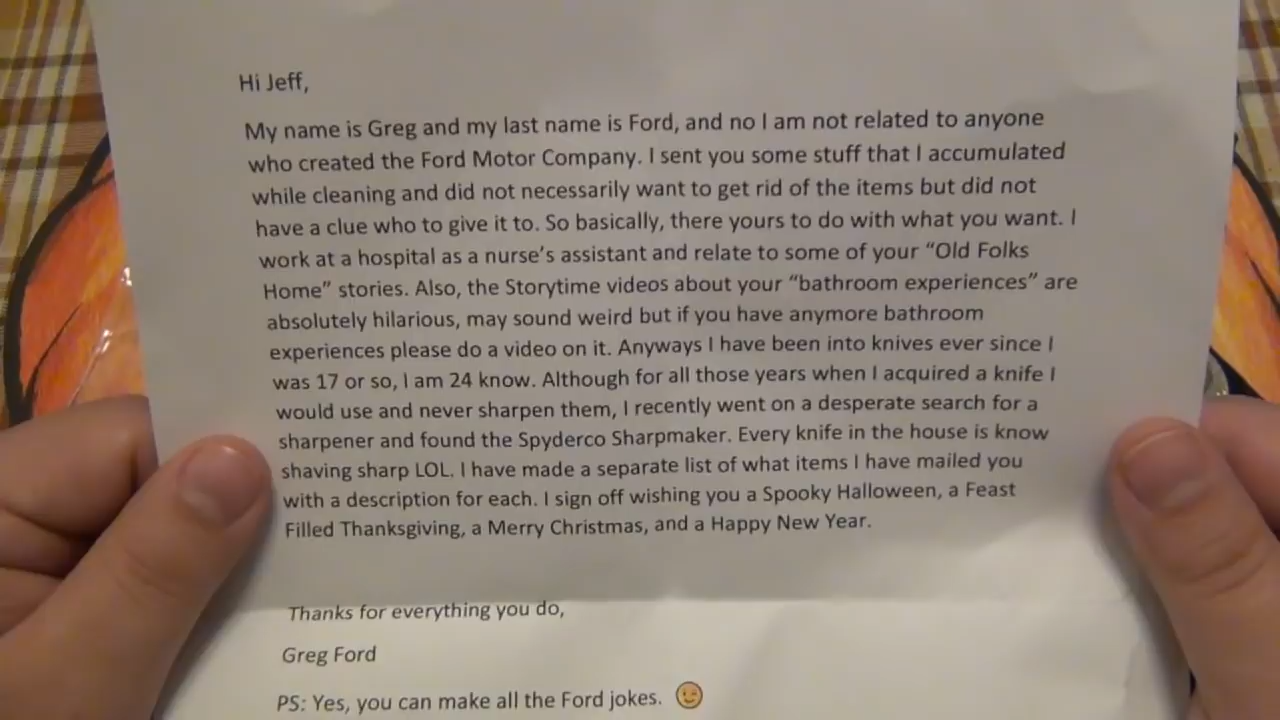 Hi Jeff,
My name is Greg and my last name is Ford, and no I am not related to anyone
who created the Ford Motor Company. I sent you some stuff that I accumulated
while cleaning and did not necessarily want to get rid of the items but did not
have a clue who to give it to. So basically, there yours to do with what you want. I
work at a hospital as a nurse’s assistant and relate to some of your “Old Folks
Home” stories. Also, the Storytime videos about your “bathroom experiences” are
absolutely hilarious, may sound weird but if you have anymore bathroom
experiences please do a video on it. Anyways I have been into knives ever since I
was 17 or so, I am 24 know. Although for all those years when I acquired a knife I
would use and never sharpen them, I recently went on a desperate search for a
sharpener and found the Spyderco Sharpmaker. Every knife in the house is know
shaving sharp LOL. I have made a separate list of what items I have mailed you
with a description for each. I sign off wishing you a Spooky Halloween, a Feast
Filled Thanksgiving, a Merry Christmas, and a Happy New Year.
Thanks for everything you do,
Greg Ford
PS: Yes, you can make all the Ford jokes. 😉